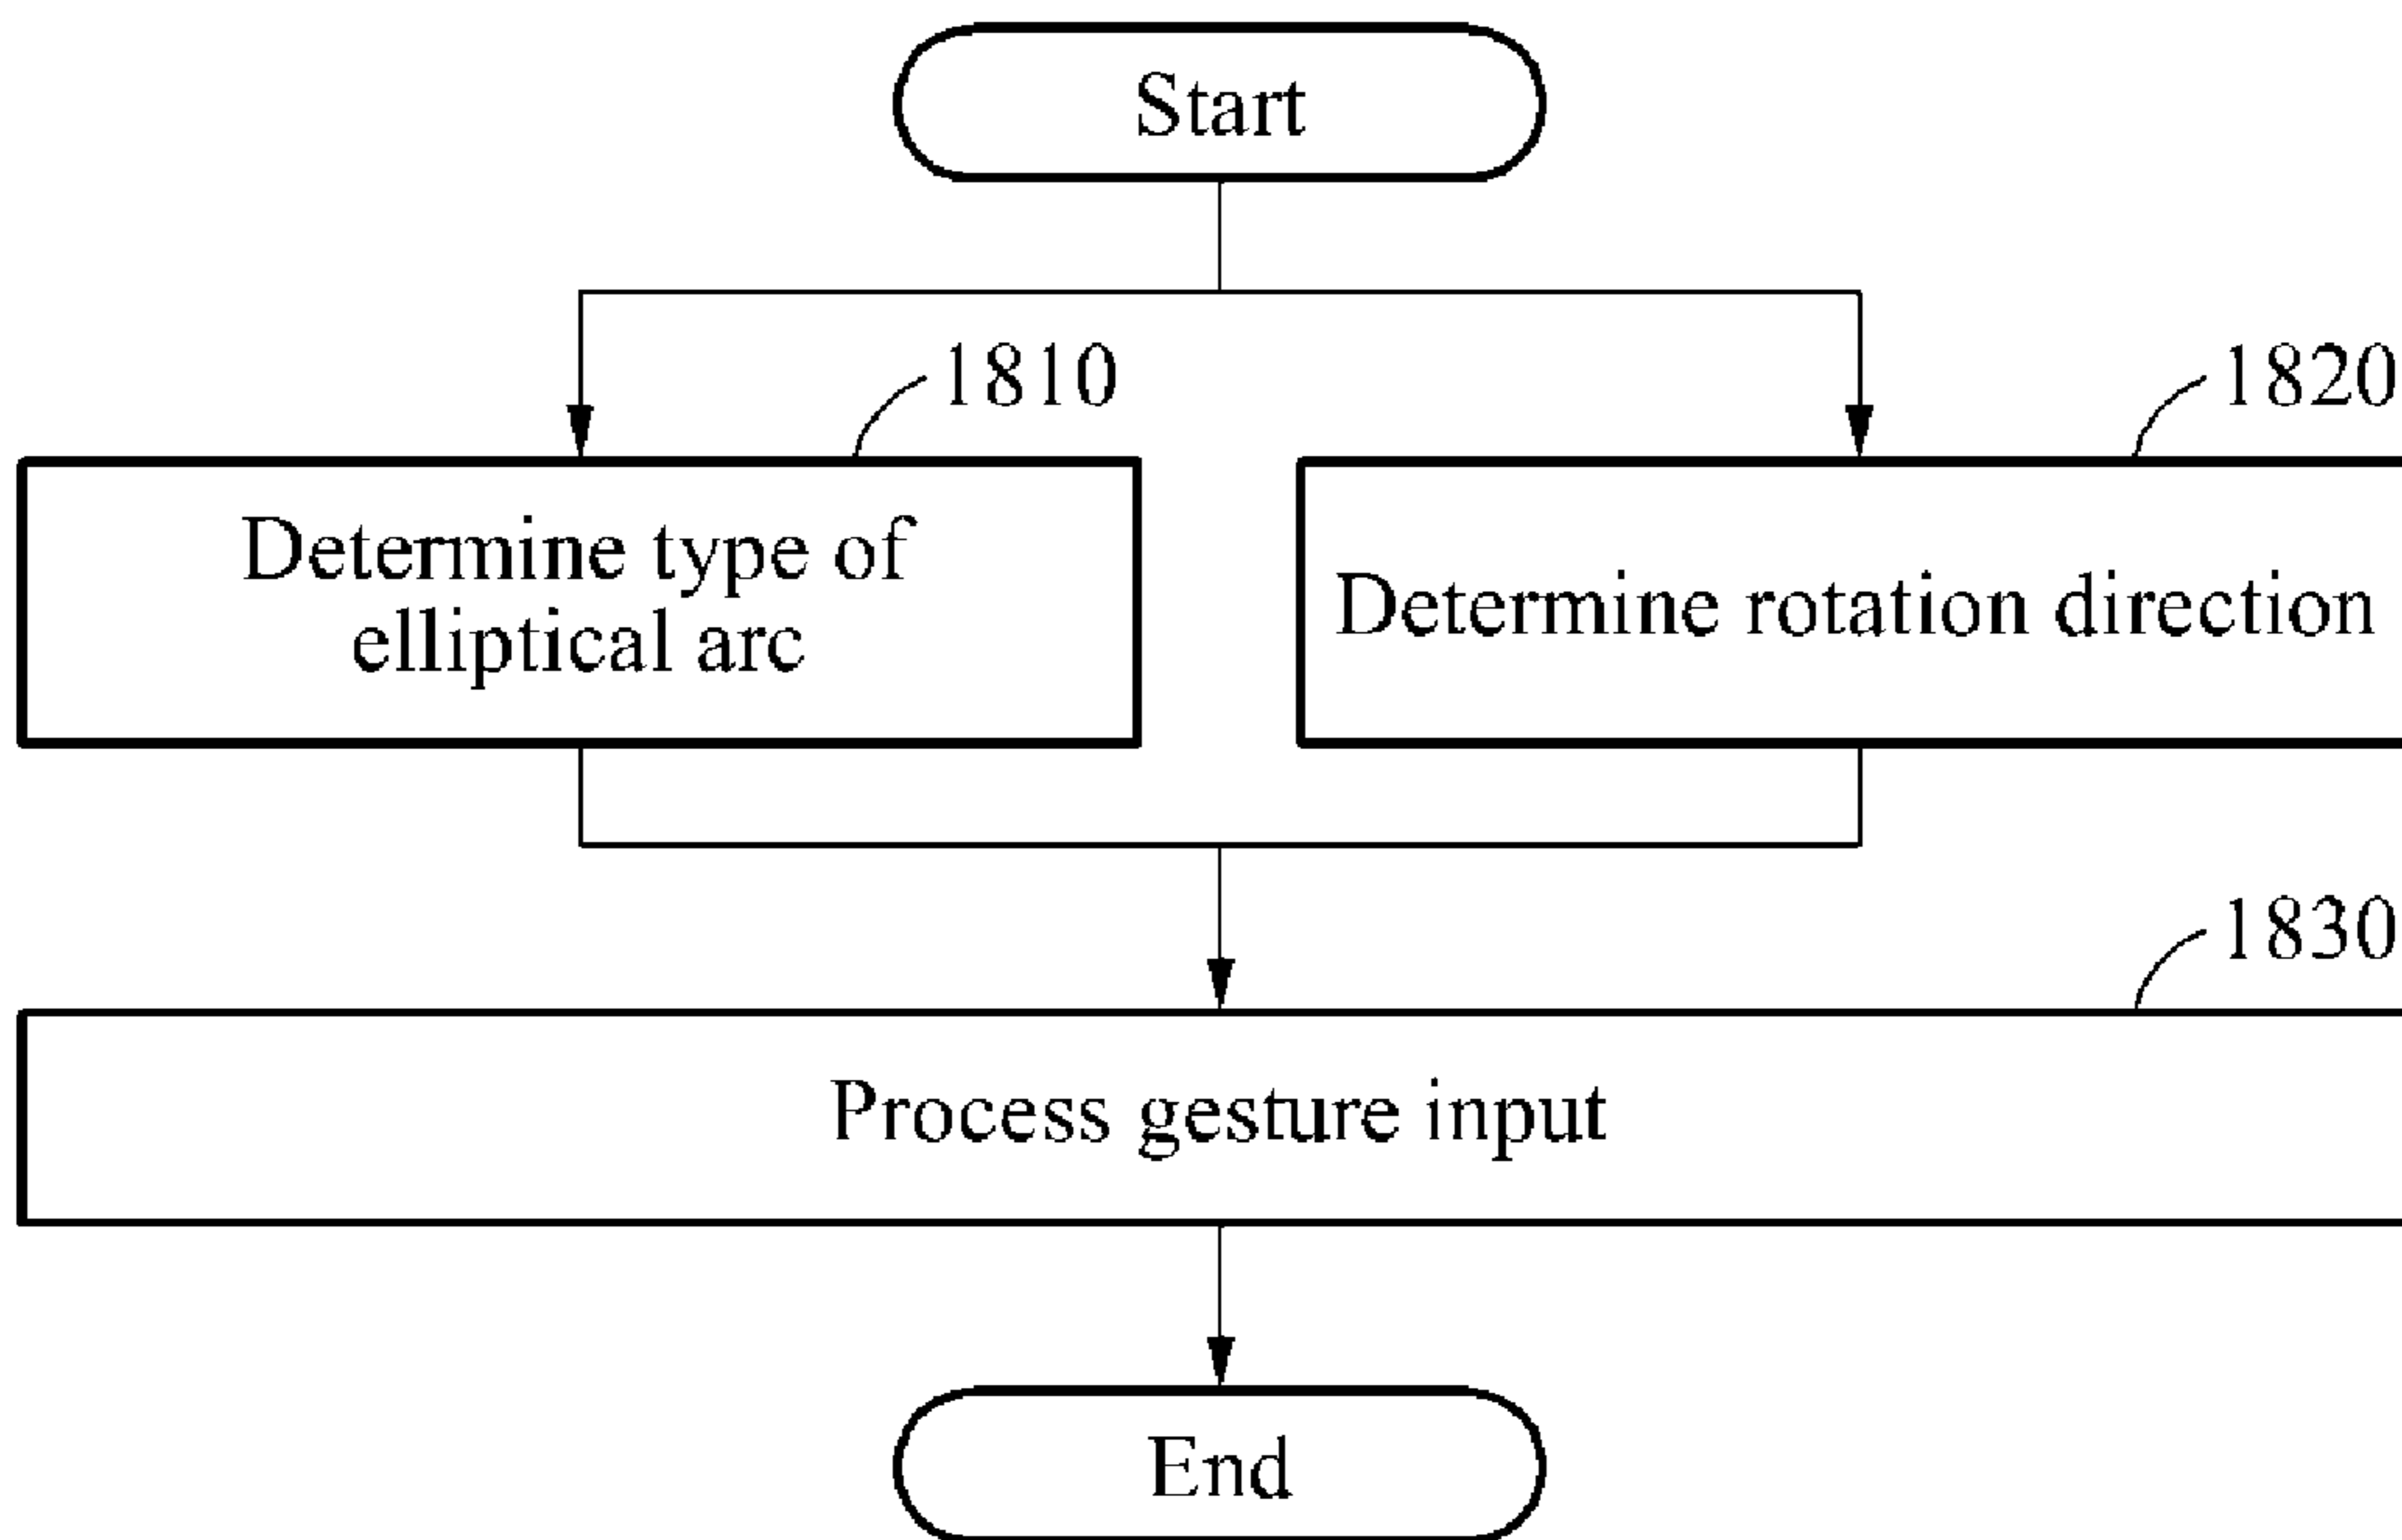 Start
1810
1820
Determine type of
elliptical arc
Determine rotation direction
1830
Process gesture input
End